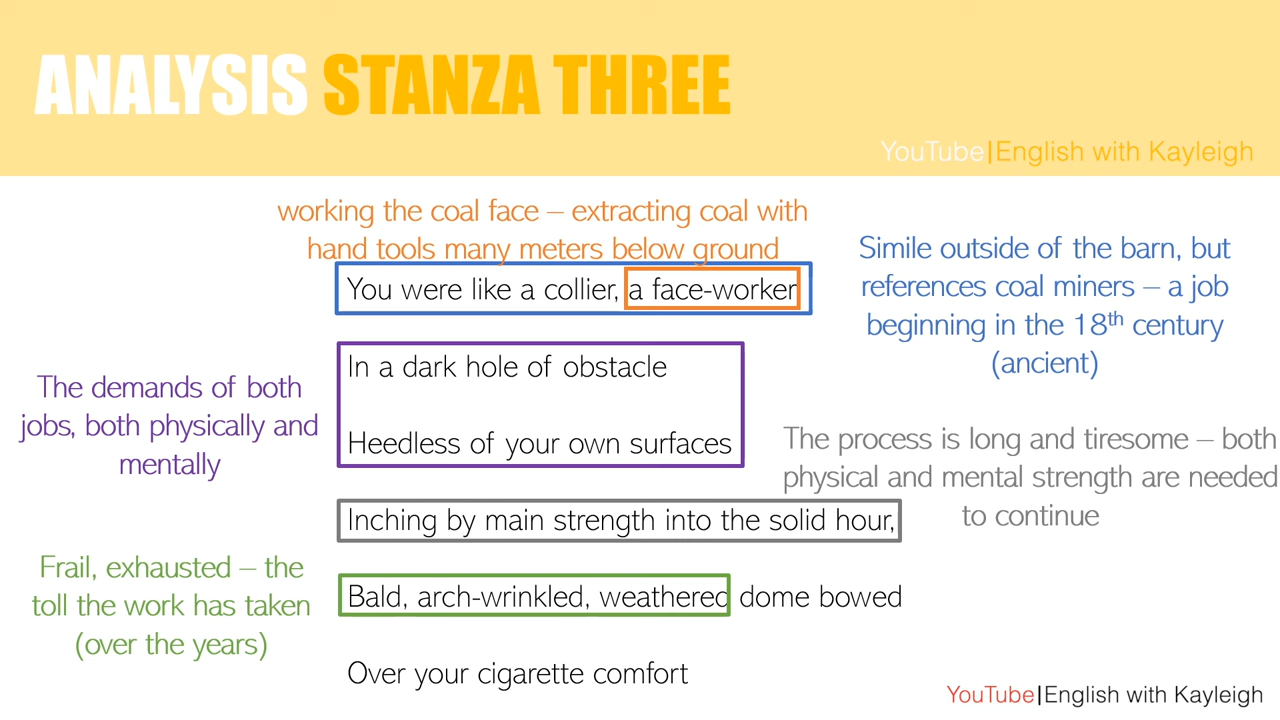 ANALYSIS STANZA THREE
YouTube|English with Kayleigh
working the coal face – extracting coal with
hand tools many meters below ground
You were like a collier, a face-worker
Simile outside of the barn, but
references coal miners – a job
beginning in the 18th century
(ancient)
In a dark hole of obstacle
Heedless of your own surfaces
The demands of both
jobs, both physically and
mentally
The process is long and tiresome – both
physical and mental strength are needed
to continue
Inching by main strength into the solid hour,
Frail, exhausted – the
toll the work has taken
(over the years)
Bald, arch-wrinkled, weathered dome bowed
Over your cigarette comfort
YouTube|English with Kayleigh